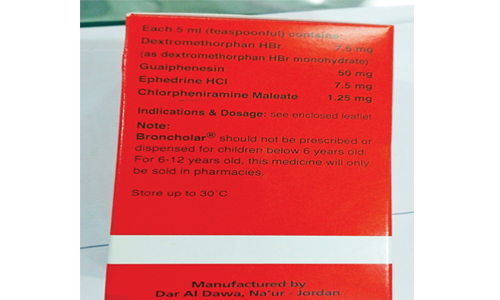 Each 5 ml (teaspoonful) contains:
Dextromethorphan HBr 7.5 mg
(as dextromethorphan HBr monohydrate)
Guaiphenesin 50 mg
Ephedrine HCl 7.5 mg
Chlorpheniramine Maleate 1.25 mg
Indications & Dosage: see enclosed leaflet
Note:
Broncholar® should not be prescribed or
dispensed for children below 6 years old.
For 6-12 years old, this medicine will only
be sold in pharmacies.
Store up to 30°C.
Manufactured by
Dar Al Dawa, Na'ur - Jordan